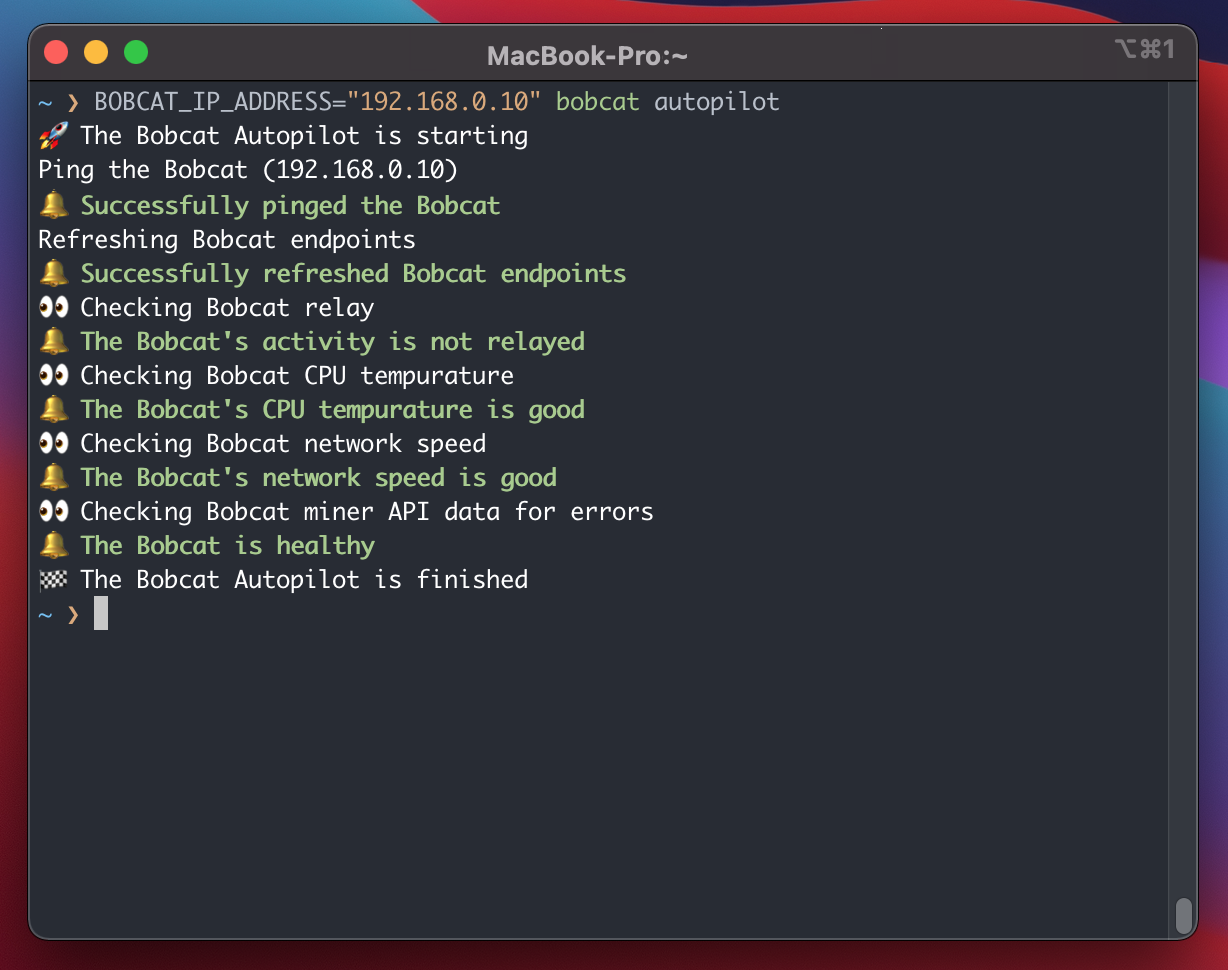 MacBook-Pro:~
⌥⌘1
~ ❯ BOBCAT_IP_ADDRESS="192.168.0.10" bobcat autopilot
🚀 The Bobcat Autopilot is starting
Ping the Bobcat (192.168.0.10)
🔔 Successfully pinged the Bobcat
Refreshing Bobcat endpoints
🔔 Successfully refreshed Bobcat endpoints
👀 Checking Bobcat relay
🔔 The Bobcat's activity is not relayed
👀 Checking Bobcat CPU tempurature
🔔 The Bobcat's CPU tempurature is good
👀 Checking Bobcat network speed
🔔 The Bobcat's network speed is good
👀 Checking Bobcat miner API data for errors
🔔 The Bobcat is healthy
🏁 The Bobcat Autopilot is finished
~ ❯